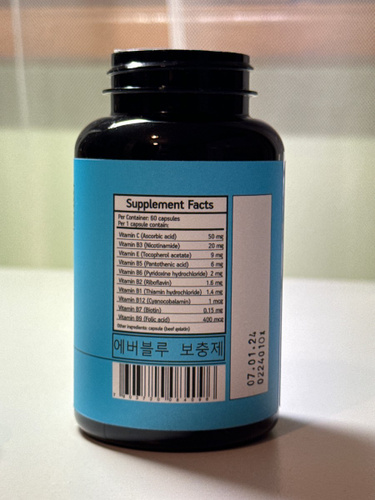 Supplement Facts
Per Container: 60 capsules
Per 1 capsule contain:
Vitamin C (Ascorbic acid) 50 mg
Vitamin B3 (Nicotinamide) 20 mg
Vitamin E (Tocopherol acetate) 9 mg
Vitamin B5 (Pantothenic acid) 6 mg
Vitamin B6 (Pyridoxine hydrochloride) 2 mg
Vitamin B2 (Riboflavin) 1.6 mg
Vitamin B1 (Thiamin hydrochloride) 1.4 mg
Vitamin B12 (Cyanocobalamin) 1 mcg
Vitamin B7 (Biotin) 0.15 mg
Vitamin B9 (Folic acid) 400 mcg
Other ingredients: capsule (beef gelatin)
에버블루 보충제
07.01.24